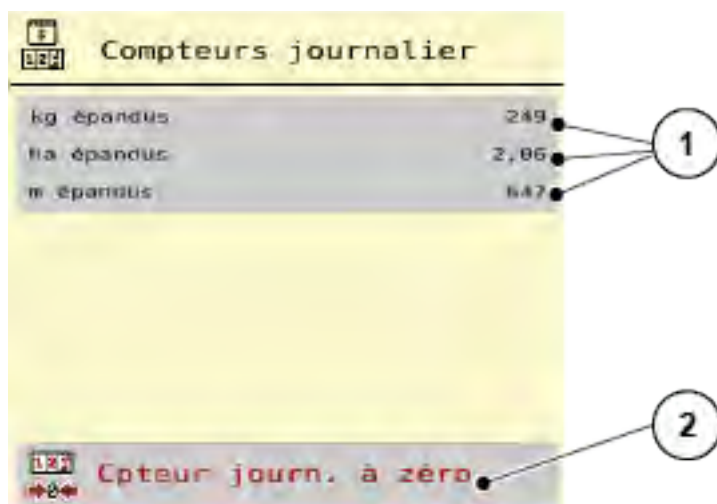 Compteurs journalier
kg épandus 249
ha épandus 2,06
m épandus 647
1
2
Cpteur journ. à zéro